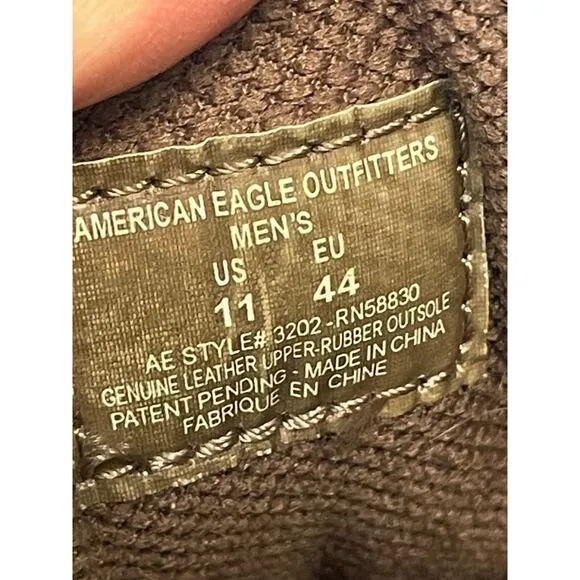 AMERICAN EAGLE OUTFITTERS
MEN'S
US EU
11 44
AE STYLE# 3202 -RN58830
GENUINE LEATHER UPPER-RUBBER OUTSOLE
PATENT PENDING - MADE IN CHINA
FABRIQUE EN CHINE